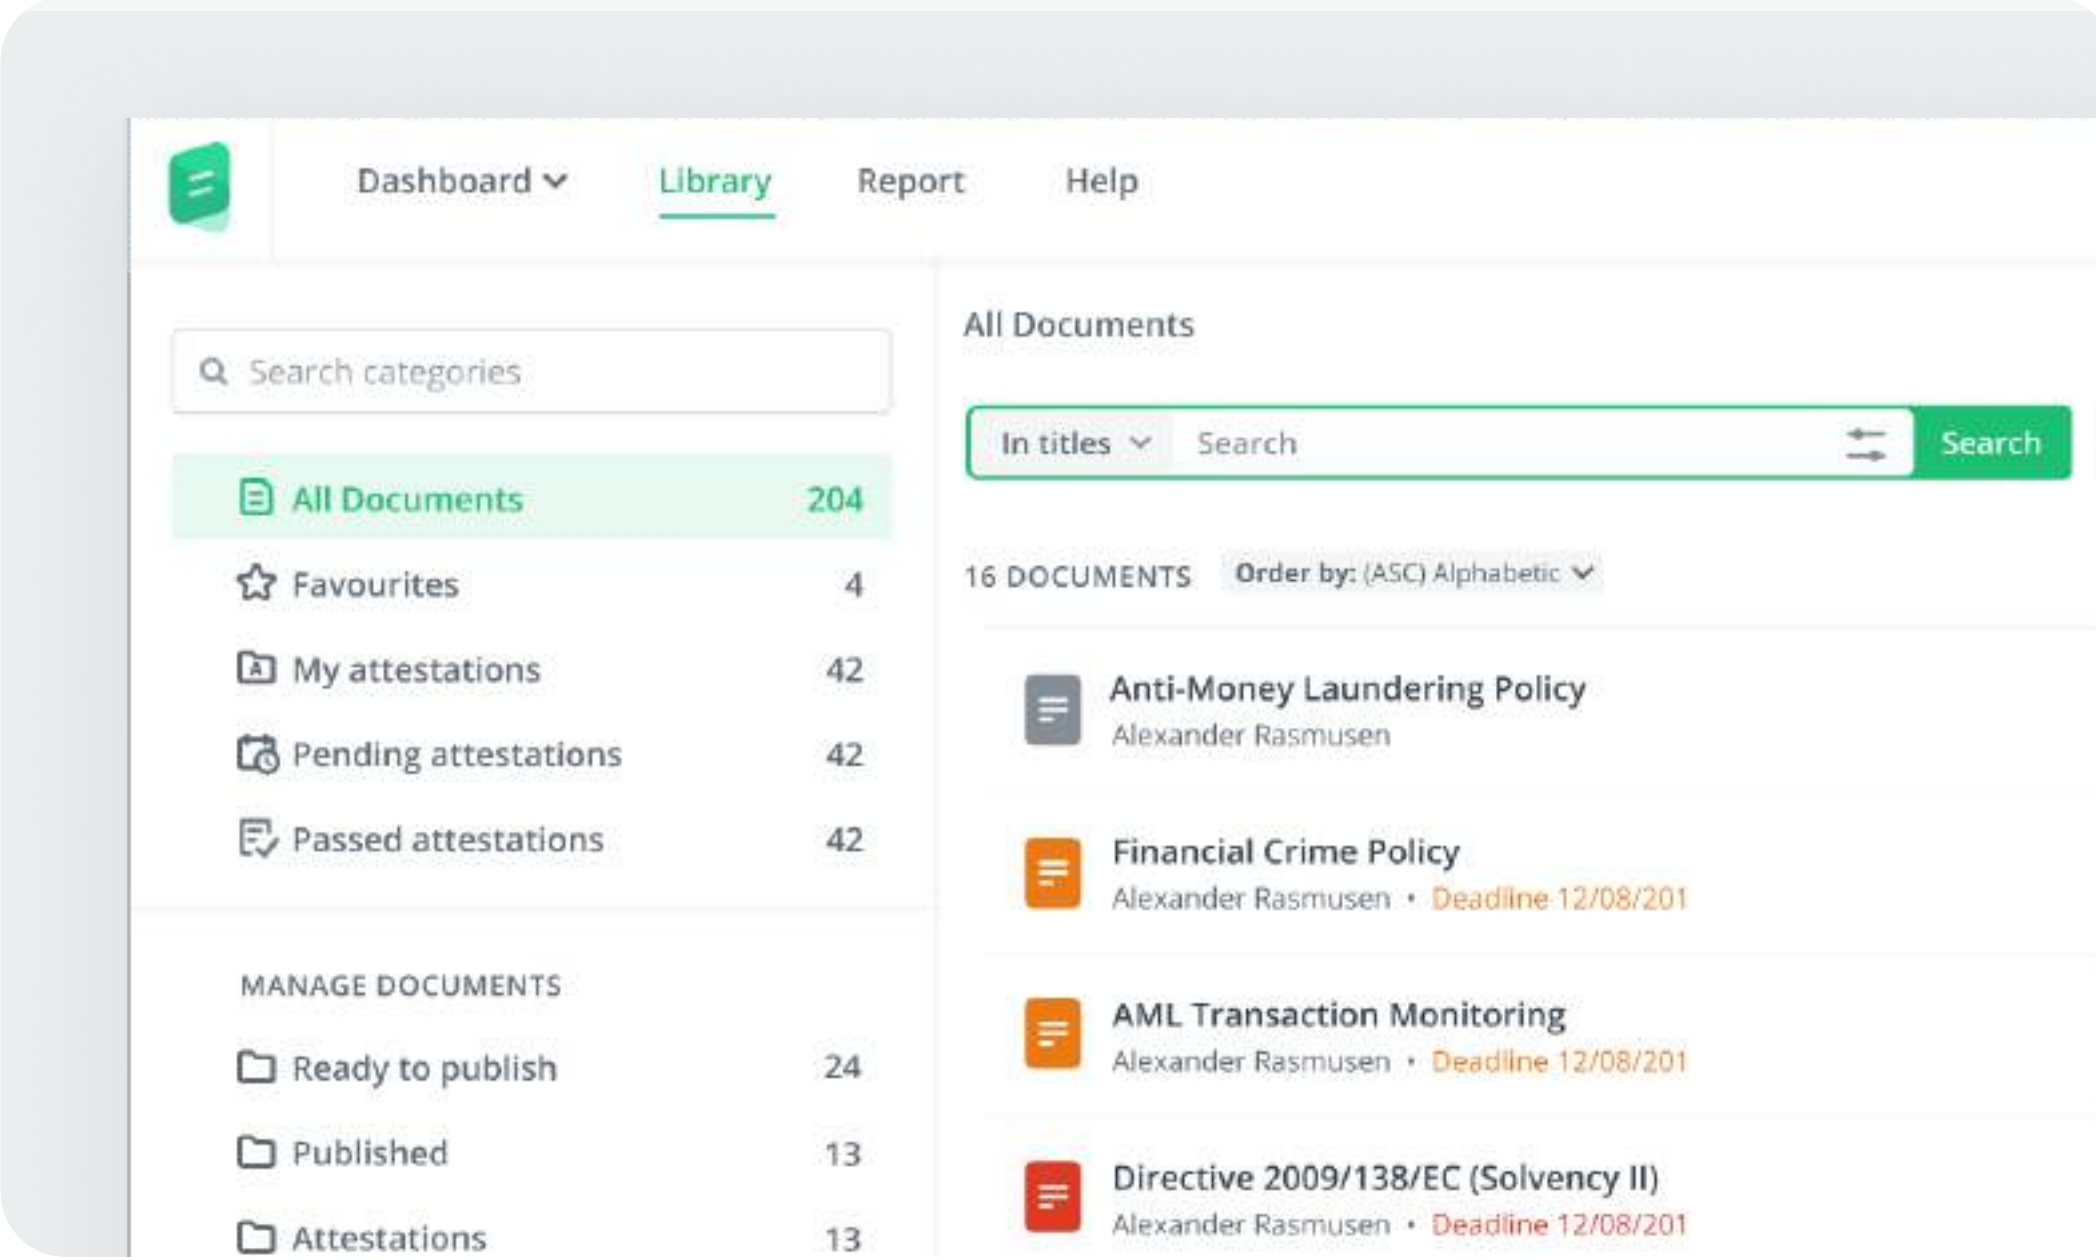 Dashboard Library Report Help
Search categories
All Documents 204
Favourites 4
My attestations 42
Pending attestations 42
Passed attestations 42
MANAGE DOCUMENTS
Ready to publish 24
Published 13
Attestations 13
All Documents
In titles Search Search
16 DOCUMENTS Order by: (ASC) Alphabetic
Anti-Money Laundering Policy
Alexander Rasmusen
Financial Crime Policy
Alexander Rasmusen • Deadline 12/08/201
AML Transaction Monitoring
Alexander Rasmusen • Deadline 12/08/201
Directive 2009/138/EC (Solvency II)
Alexander Rasmusen • Deadline 12/08/201